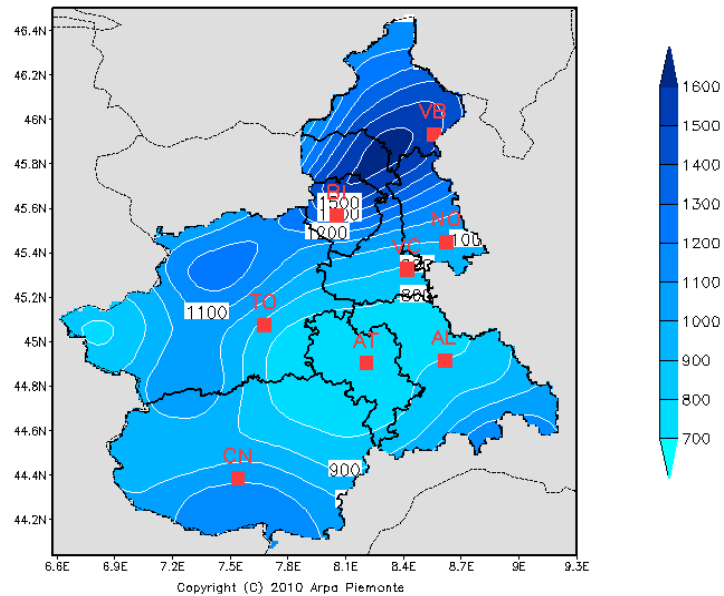 46.4N
46.2N
46N
45.8N
45.6N
45.4N
45.2N
45N
44.8N
44.6N
44.4N
44.2N
VB
BI
1500
1200
NO
100
VC
1100
TO
AT
AL
CN
900
6.6E 6.9E 7.2E 7.5E 7.8E 8.1E 8.4E 8.7E 9E 9.3E
Copyright (C) 2010 Arpa Piemonte
1600
1500
1400
1300
1200
1100
1000
900
800
700